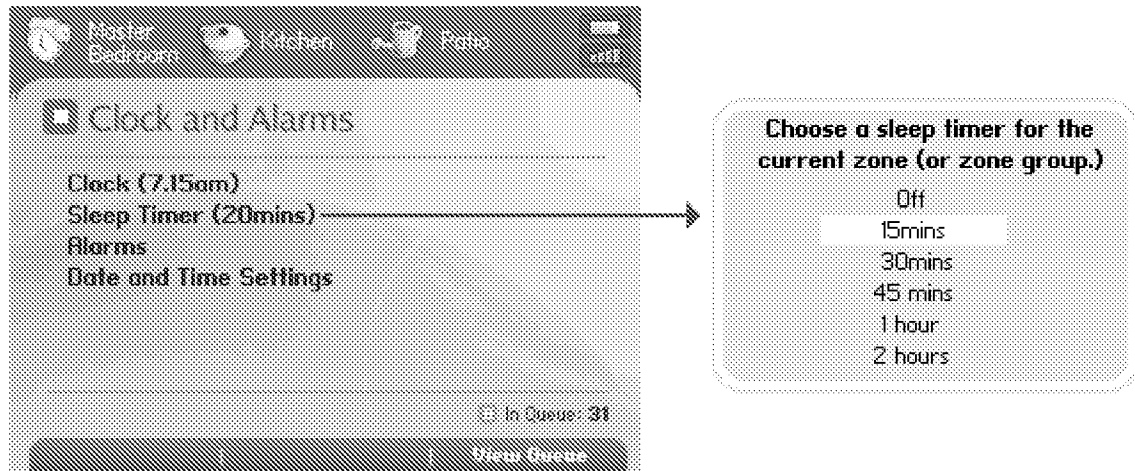 Master
Bedroom
Kitchen
Patio
Clock and Alarms
Clock (7.15am)
Sleep Timer (20mins)
Alarms
Date and Time Settings
In Queue: 31
View Queue
Choose a sleep timer for the
current zone (or zone group.)
Off
15mins
30mins
45 mins
1 hour
2 hours